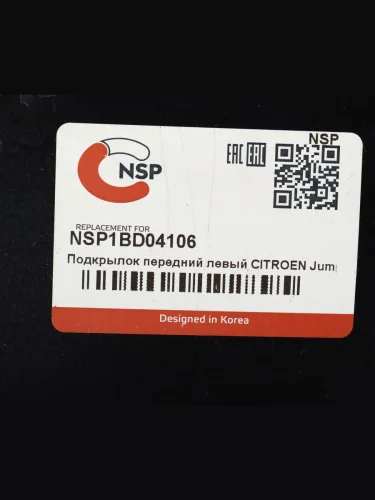 NSP
EAC EAC
NSP
REPLACEMENT FOR
NSP1BD04106
Подкрылок передний левый CITROEN Jum
Designed in Korea